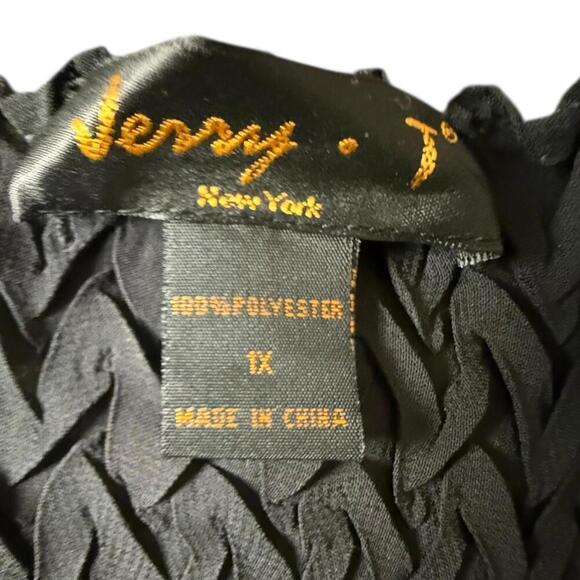 Jerry • T®
New York
100% POLYESTER
1X
MADE IN CHINA